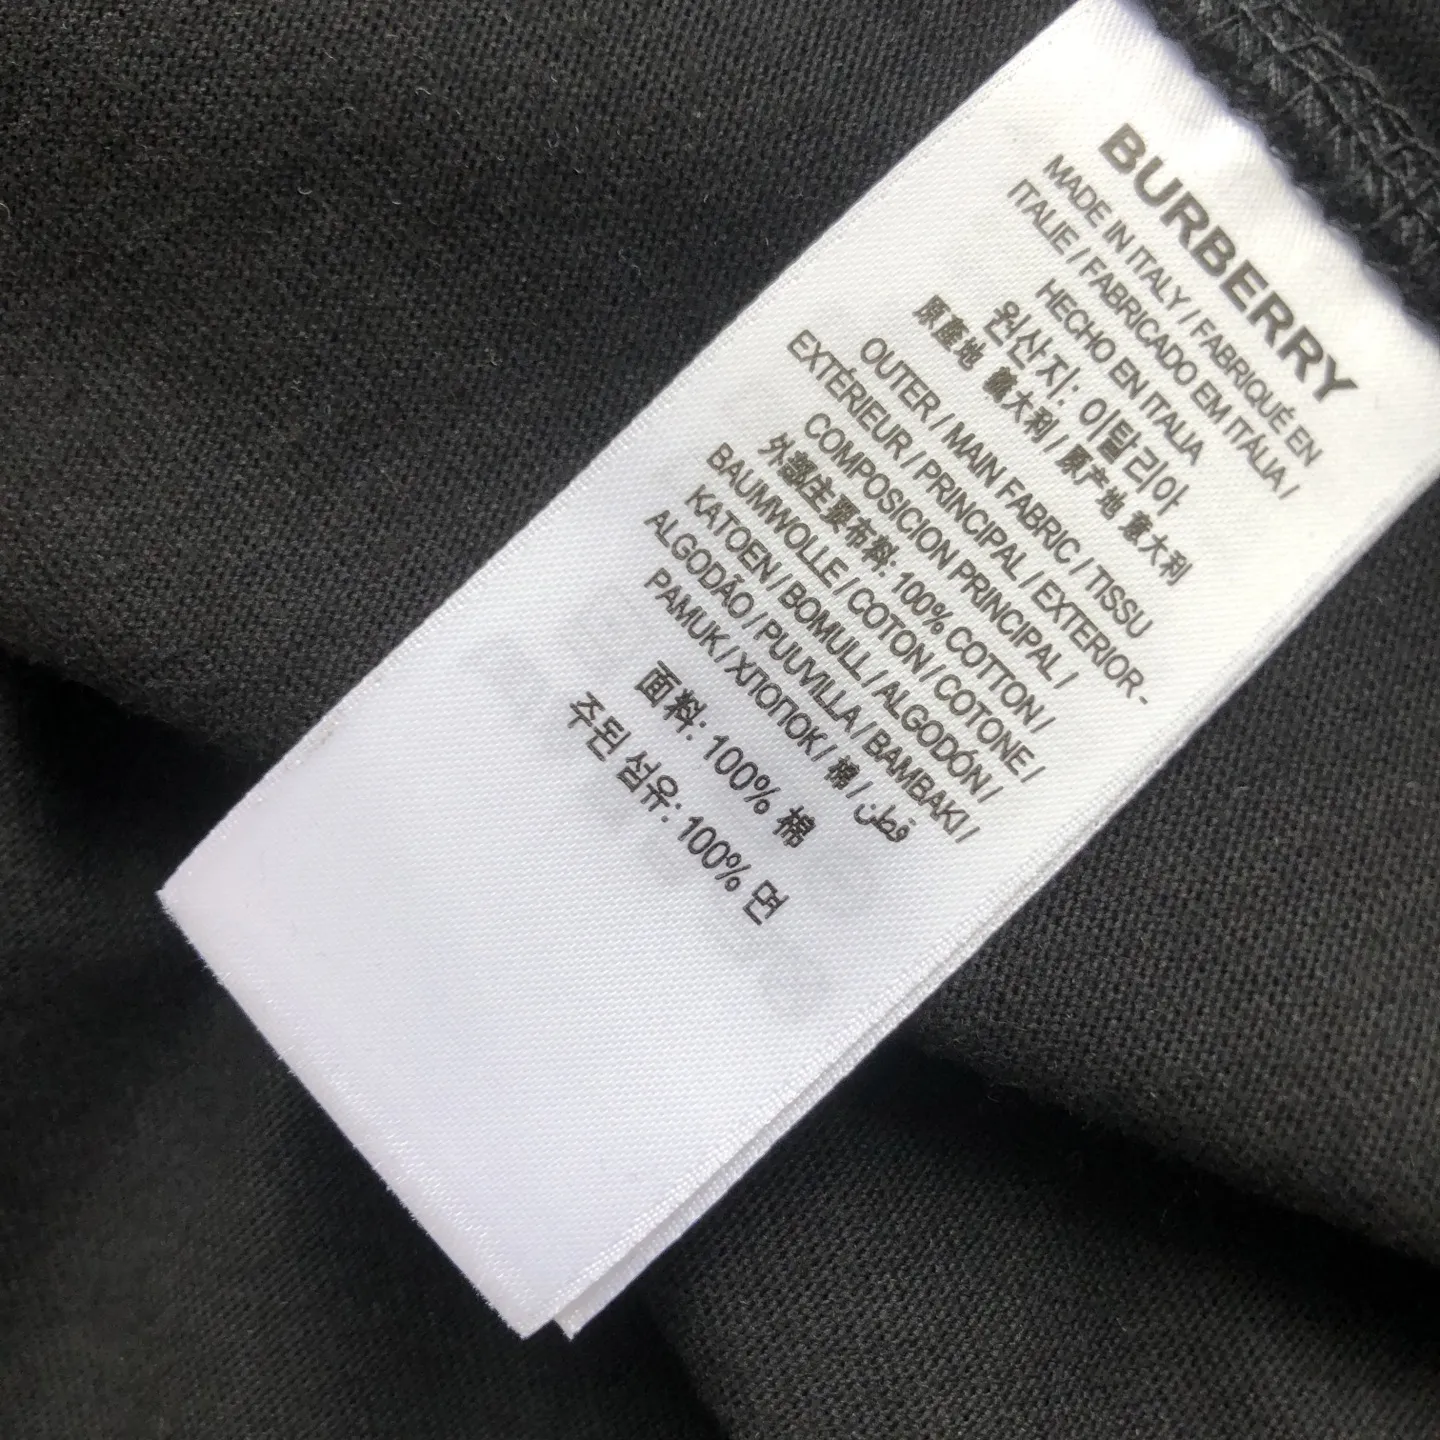 BURBERRY
MADE IN ITALY / FABRIQUÉ EN
ITALIE / FABRICADO EM ITÁLIA /
HECHO EN ITALIA
원산지: 이탈리아
原產地 義大利 / 原产地 意大利
OUTER / MAIN FABRIC / TISSU
EXTÉRIEUR / PRINCIPAL / EXTERIOR -
COMPOSICION PRINCIPAL /
外部主要布料: 100% COTTON /
BAUMWOLLE / COTON / COTONE /
KATOEN / BOMULL / ALGODÓN /
ALGODÃO / PUUVILLA / BAMBAKI /
PAMUK / ХЛОПОК / 棉 / قطن
面料: 100% 棉
주된 섬유: 100% 면